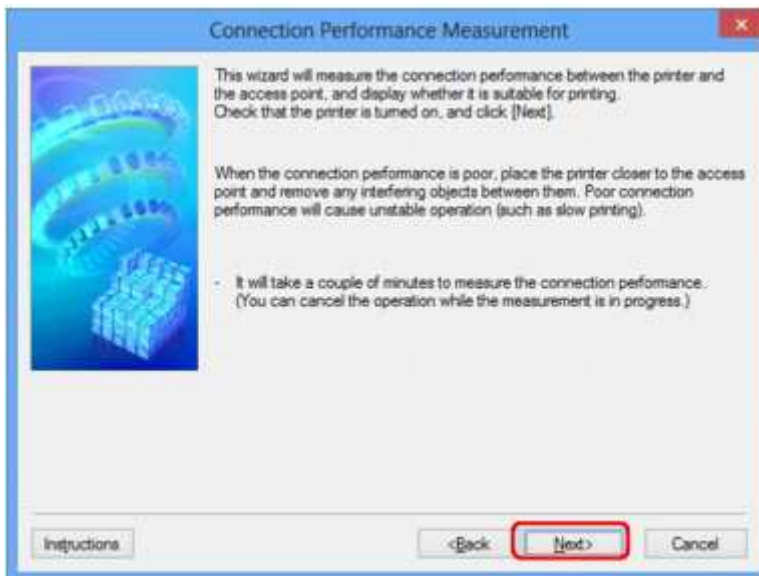 Connection Performance Measurement
This wizard will measure the connection performance between the printer and
the access point, and display whether it is suitable for printing.
Check that the printer is turned on, and click [Next].
When the connection performance is poor, place the printer closer to the access
point and remove any interfering objects between them. Poor connection
performance will cause unstable operation (such as slow printing).
- It will take a couple of minutes to measure the connection performance.
(You can cancel the operation while the measurement is in progress.)
Instructions
<Back
Next>
Cancel